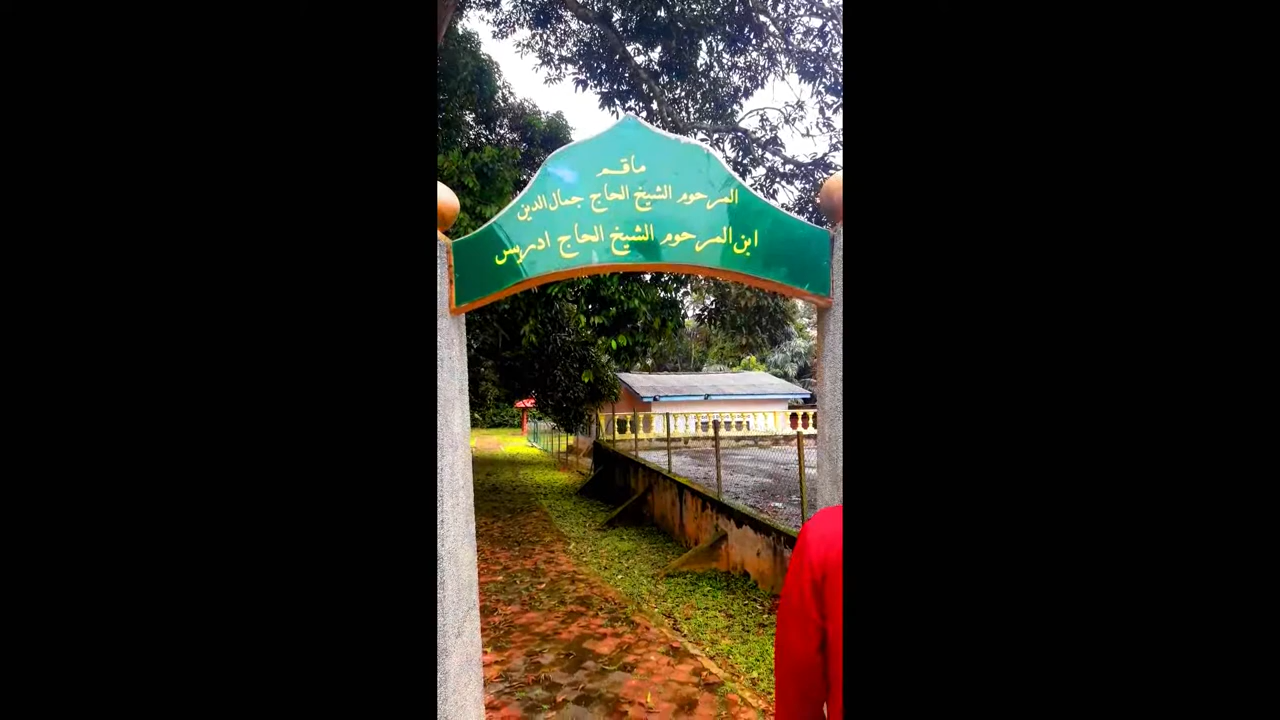 ماقم
المرحوم الشيخ الحاج جمال الدين
ابن المرحوم الشيخ الحاج ادريس